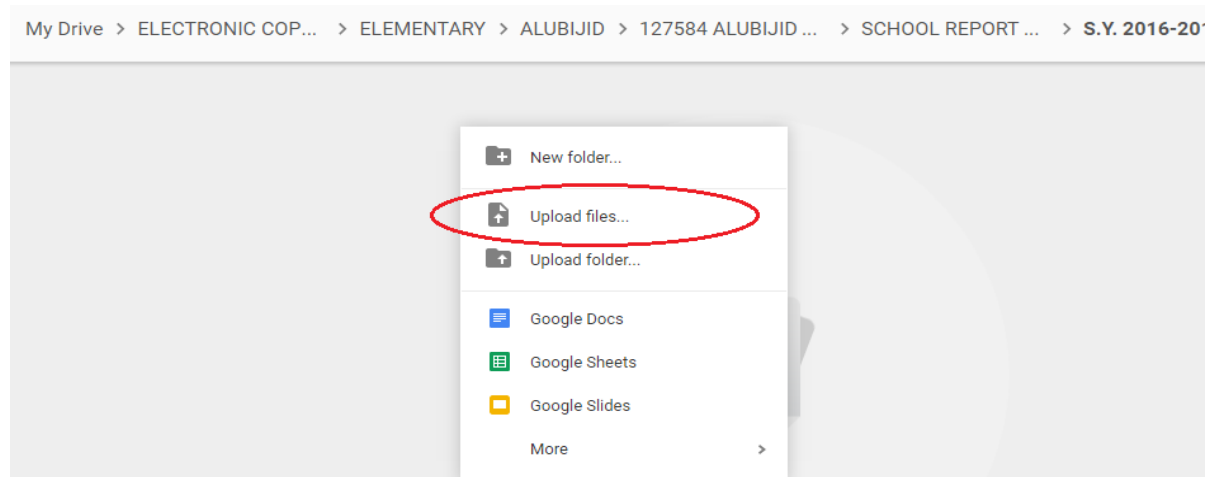 My Drive > ELECTRONIC COP... > ELEMENTARY > ALUBIJID > 127584 ALUBIJID ... > SCHOOL REPORT ... > S.Y. 2016-201
New folder...
Upload files...
Upload folder...
Google Docs
Google Sheets
Google Slides
More >